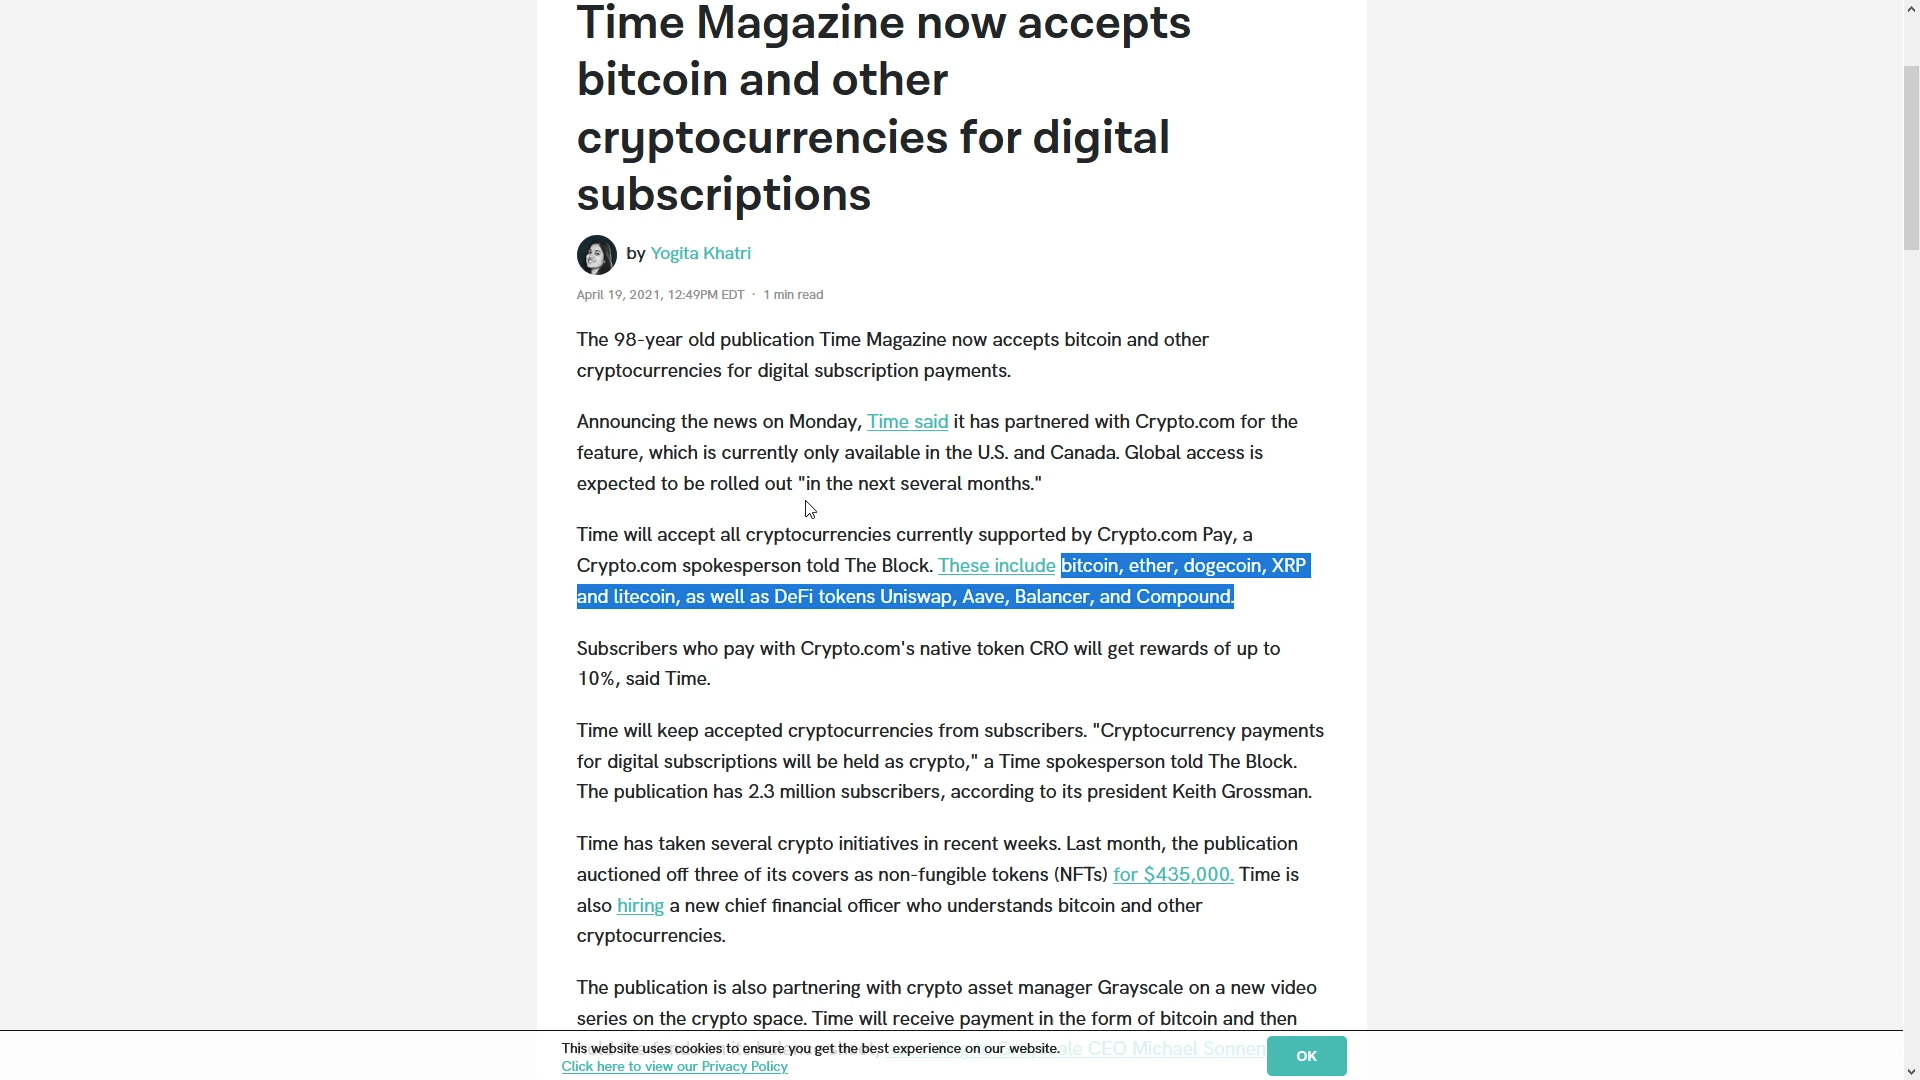 Time Magazine now accepts
bitcoin and other
cryptocurrencies for digital
subscriptions
by Yogita Khatri
April 19, 2021, 12:49PM EDT · 1 min read
The 98-year old publication Time Magazine now accepts bitcoin and other
cryptocurrencies for digital subscription payments.
Announcing the news on Monday, Time said it has partnered with Crypto.com for the
feature, which is currently only available in the U.S. and Canada. Global access is
expected to be rolled out "in the next several months."
Time will accept all cryptocurrencies currently supported by Crypto.com Pay, a
Crypto.com spokesperson told The Block. These include bitcoin, ether, dogecoin, XRP
and litecoin, as well as DeFi tokens Uniswap, Aave, Balancer, and Compound.
Subscribers who pay with Crypto.com's native token CRO will get rewards of up to
10%, said Time.
Time will keep accepted cryptocurrencies from subscribers. "Cryptocurrency payments
for digital subscriptions will be held as crypto," a Time spokesperson told The Block.
The publication has 2.3 million subscribers, according to its president Keith Grossman.
Time has taken several crypto initiatives in recent weeks. Last month, the publication
auctioned off three of its covers as non-fungible tokens (NFTs) for $435,000. Time is
also hiring a new chief financial officer who understands bitcoin and other
cryptocurrencies.
The publication is also partnering with crypto asset manager Grayscale on a new video
series on the crypto space. Time will receive payment in the form of bitcoin and then
CEO Michael Sonnen
This website uses cookies to ensure you get the best experience on our website.
Click here to view our Privacy Policy
OK